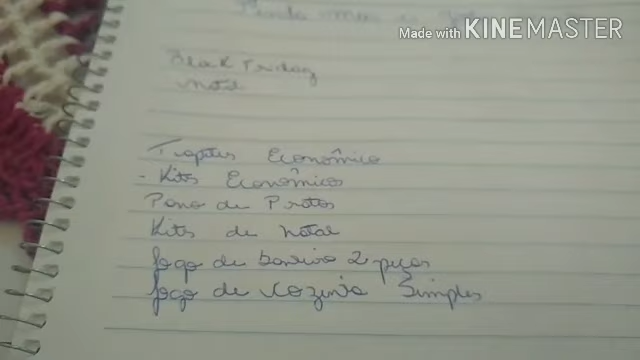 Made with KINEMASTER
Black Friday
Natal
Tapetes Econômico
- Kits Econômicos
Pano de Pratos
Kits de Natal
Jogo de banheiro 2 peças
Jogo de Cozinha Simples